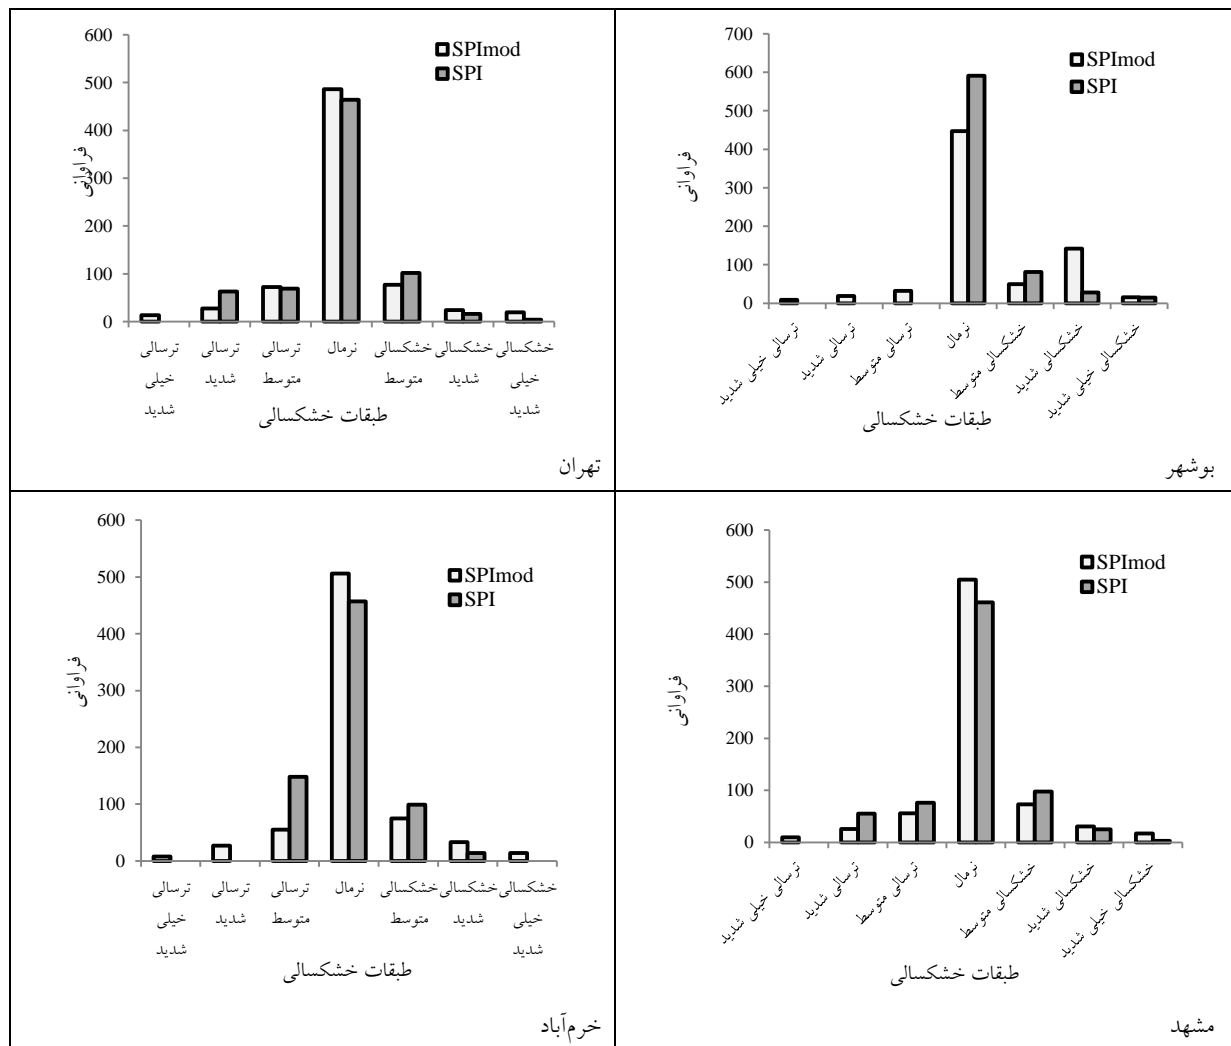 600
500
400
300
200
100
0
SPImod
SPI
فراوانی
ترسالی خیلی شدید
ترسالی شدید
ترسالی متوسط
نرمال
خشکسالی متوسط
خشکسالی شدید
خشکسالی خیلی شدید
طبقات خشکسالی
تهران
700
600
500
400
300
200
100
0
SPImod
SPI
فراوانی
ترسالی خیلی شدید
ترسالی شدید
ترسالی متوسط
نرمال
خشکسالی متوسط
خشکسالی شدید
خشکسالی خیلی شدید
طبقات خشکسالی
بوشهر
600
500
400
300
200
100
0
SPImod
SPI
فراوانی
ترسالی خیلی شدید
ترسالی شدید
ترسالی متوسط
نرمال
خشکسالی متوسط
خشکسالی شدید
خشکسالی خیلی شدید
طبقات خشکسالی
خرم‌آباد
600
500
400
300
200
100
0
SPImod
SPI
فراوانی
ترسالی خیلی شدید
ترسالی شدید
ترسالی متوسط
نرمال
خشکسالی متوسط
خشکسالی شدید
خشکسالی خیلی شدید
طبقات خشکسالی
مشهد